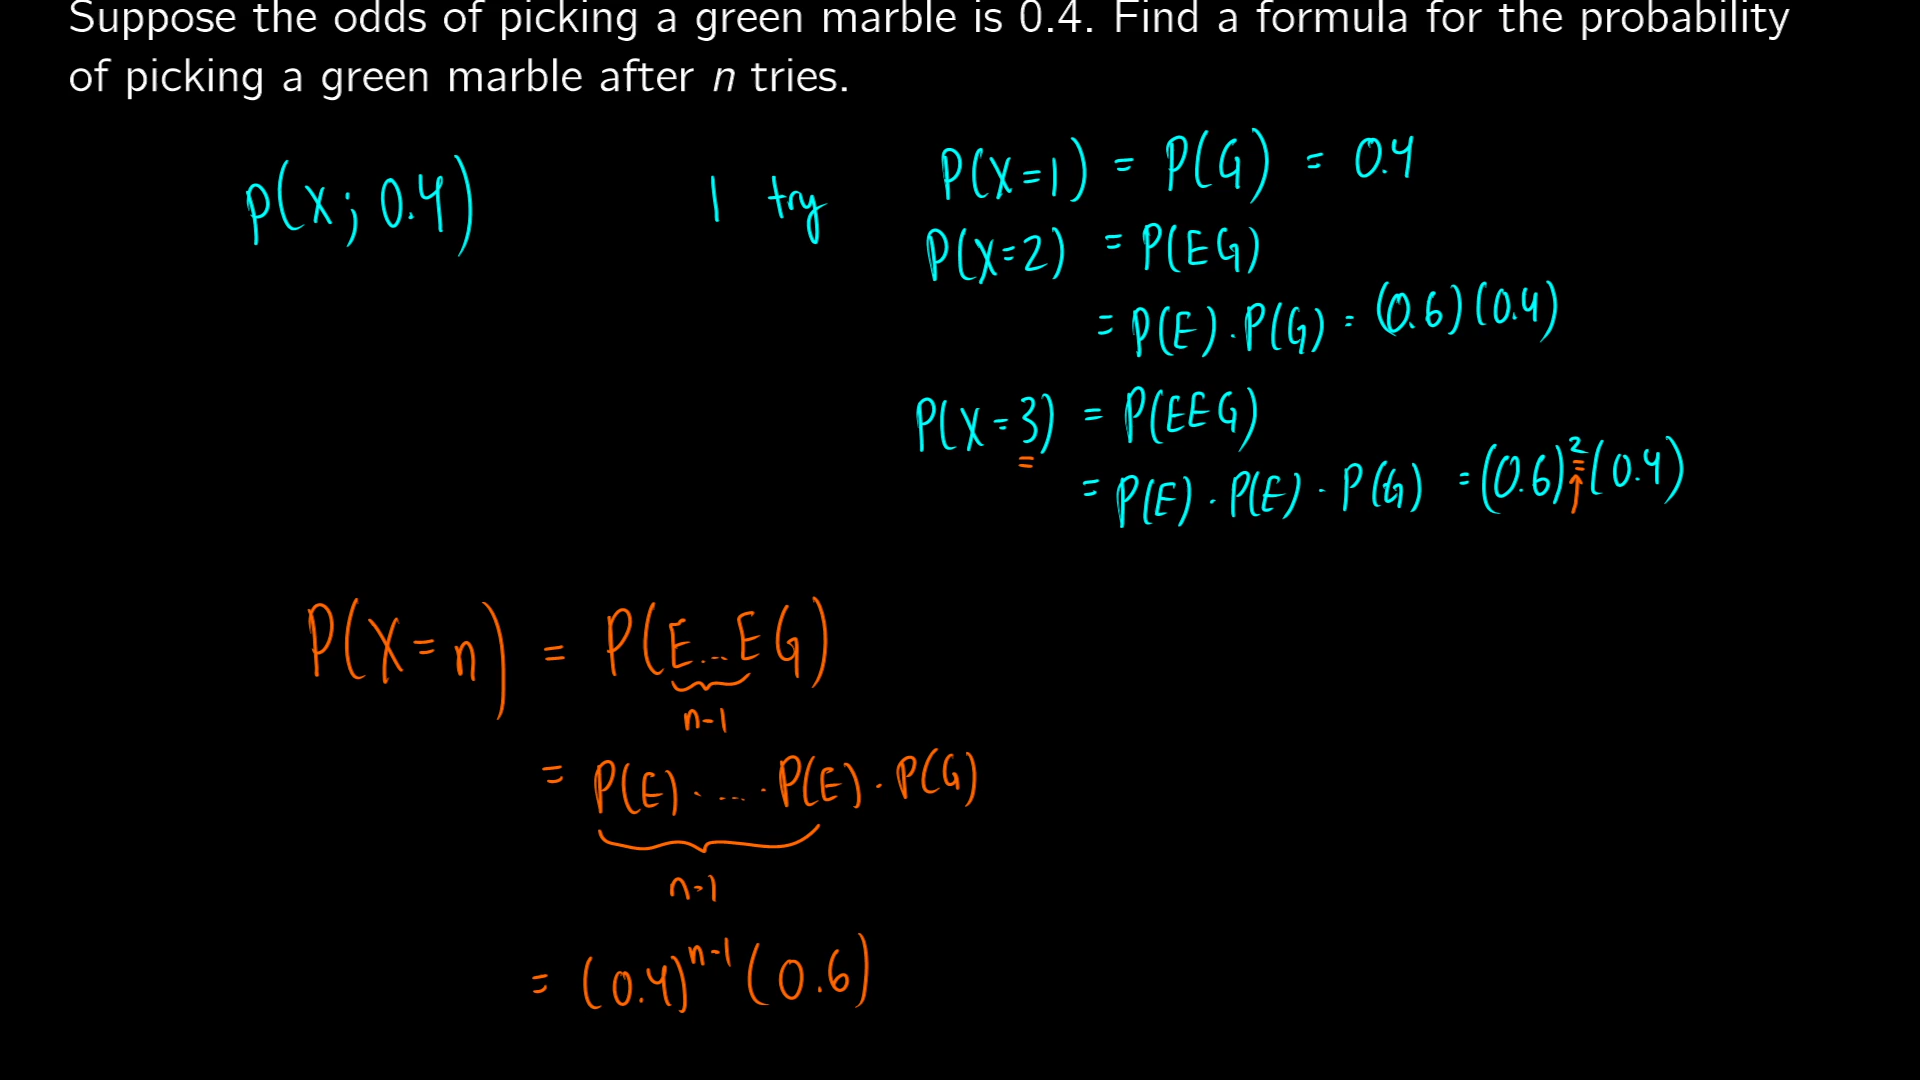 Suppose the odds of picking a green marble is 0.4. Find a formula for the probability
of picking a green marble after n tries.
p(x; 0.4)
1 try
P(X=1) = P(G) = 0.4
P(X=2) = P(EG)
= P(E) · P(G) = (0.6)(0.4)
P(X=3) = P(EEG)
= P(E) · P(E) · P(G) = (0.6)²(0.4)
P(X=n) = P(E...EG)
n-1
= P(E) · ... · P(E) · P(G)
n-1
= (0.4)ⁿ⁻¹(0.6)